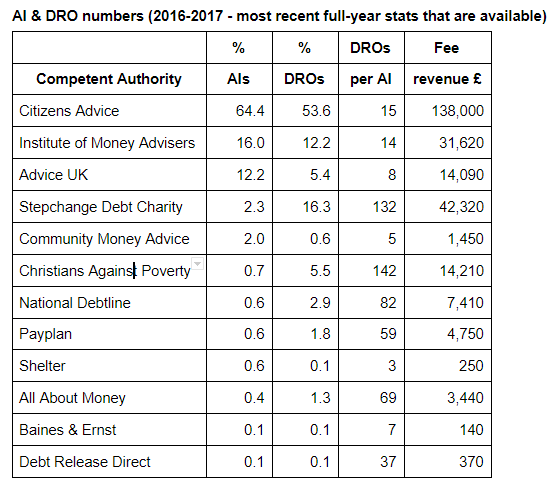 AI & DRO numbers (2016-2017 - most recent full-year stats that are available)
% % DROs Fee
Competent Authority AIs DROs per AI revenue £
Citizens Advice 64.4 53.6 15 138,000
Institute of Money Advisers 16.0 12.2 14 31,620
Advice UK 12.2 5.4 8 14,090
Stepchange Debt Charity 2.3 16.3 132 42,320
Community Money Advice 2.0 0.6 5 1,450
Christians Against Poverty 0.7 5.5 142 14,210
National Debtline 0.6 2.9 82 7,410
Payplan 0.6 1.8 59 4,750
Shelter 0.6 0.1 3 250
All About Money 0.4 1.3 69 3,440
Baines & Ernst 0.1 0.1 7 140
Debt Release Direct 0.1 0.1 37 370